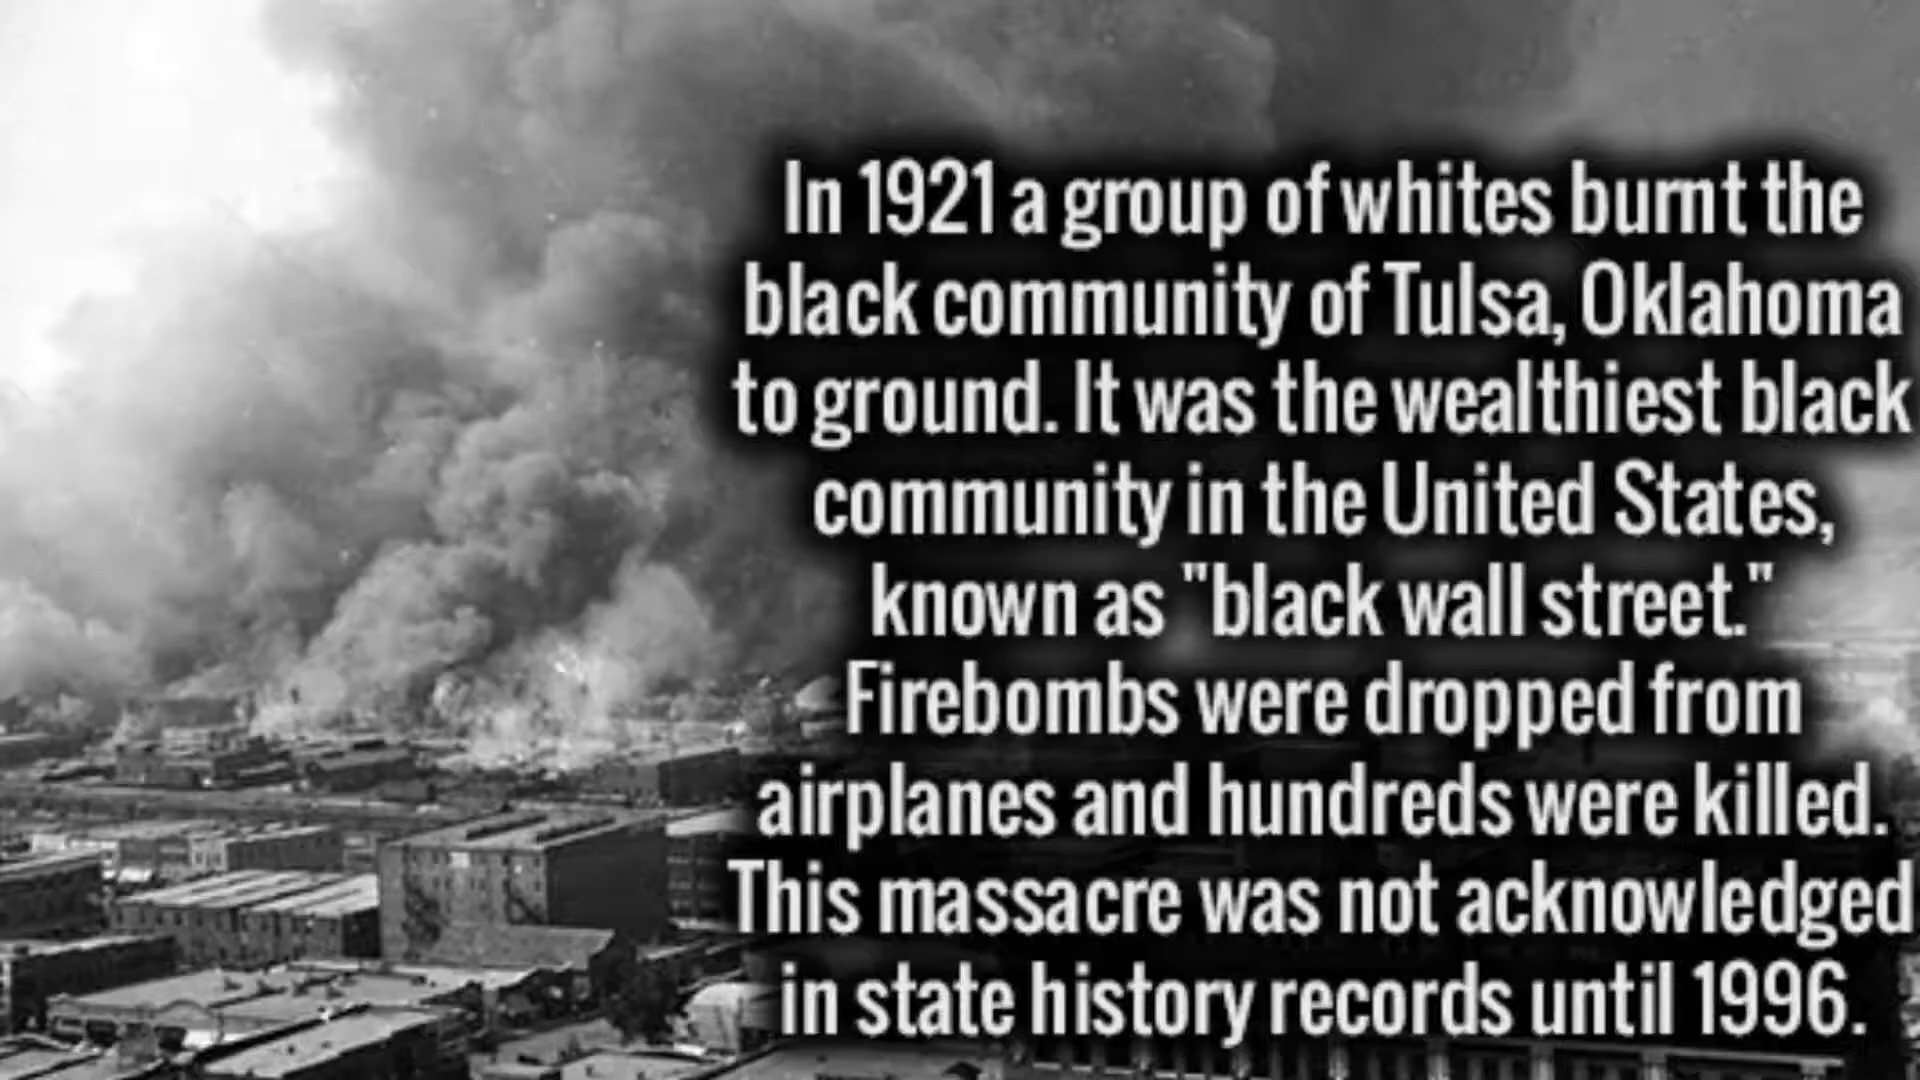 In 1921 a group of whites burnt the
black community of Tulsa, Oklahoma
to ground. It was the wealthiest black
community in the United States,
known as "black wall street."
Firebombs were dropped from
airplanes and hundreds were killed.
This massacre was not acknowledged
in state history records until 1996.